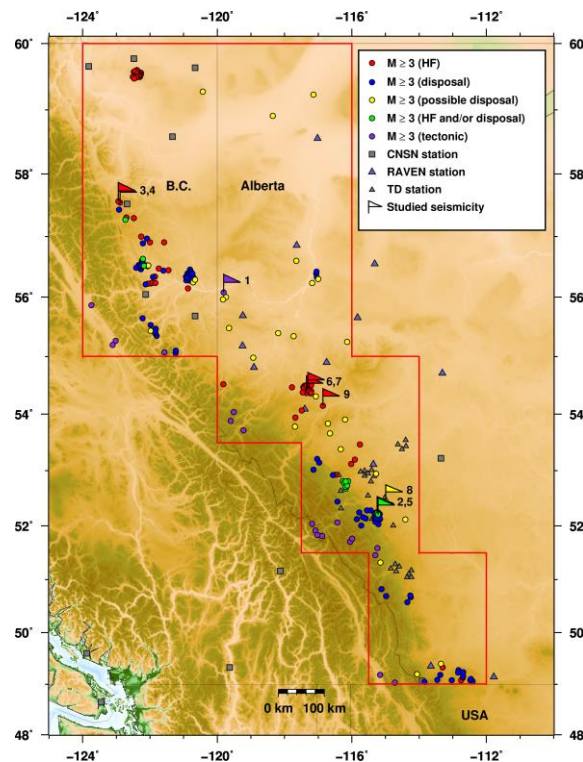 −124° −120° −116° −112°
60° 60°
M ≥ 3 (HF)
M ≥ 3 (disposal)
M ≥ 3 (possible disposal)
M ≥ 3 (HF and/or disposal)
M ≥ 3 (tectonic)
CNSN station
RAVEN station
TD station
Studied seismicity
58° 58°
3,4 B.C. Alberta
1
56° 56°
6,7
9
54° 54°
8
2,5
52° 52°
50° 50°
0 km 100 km
USA
48° 48°
−124° −120° −116° −112°